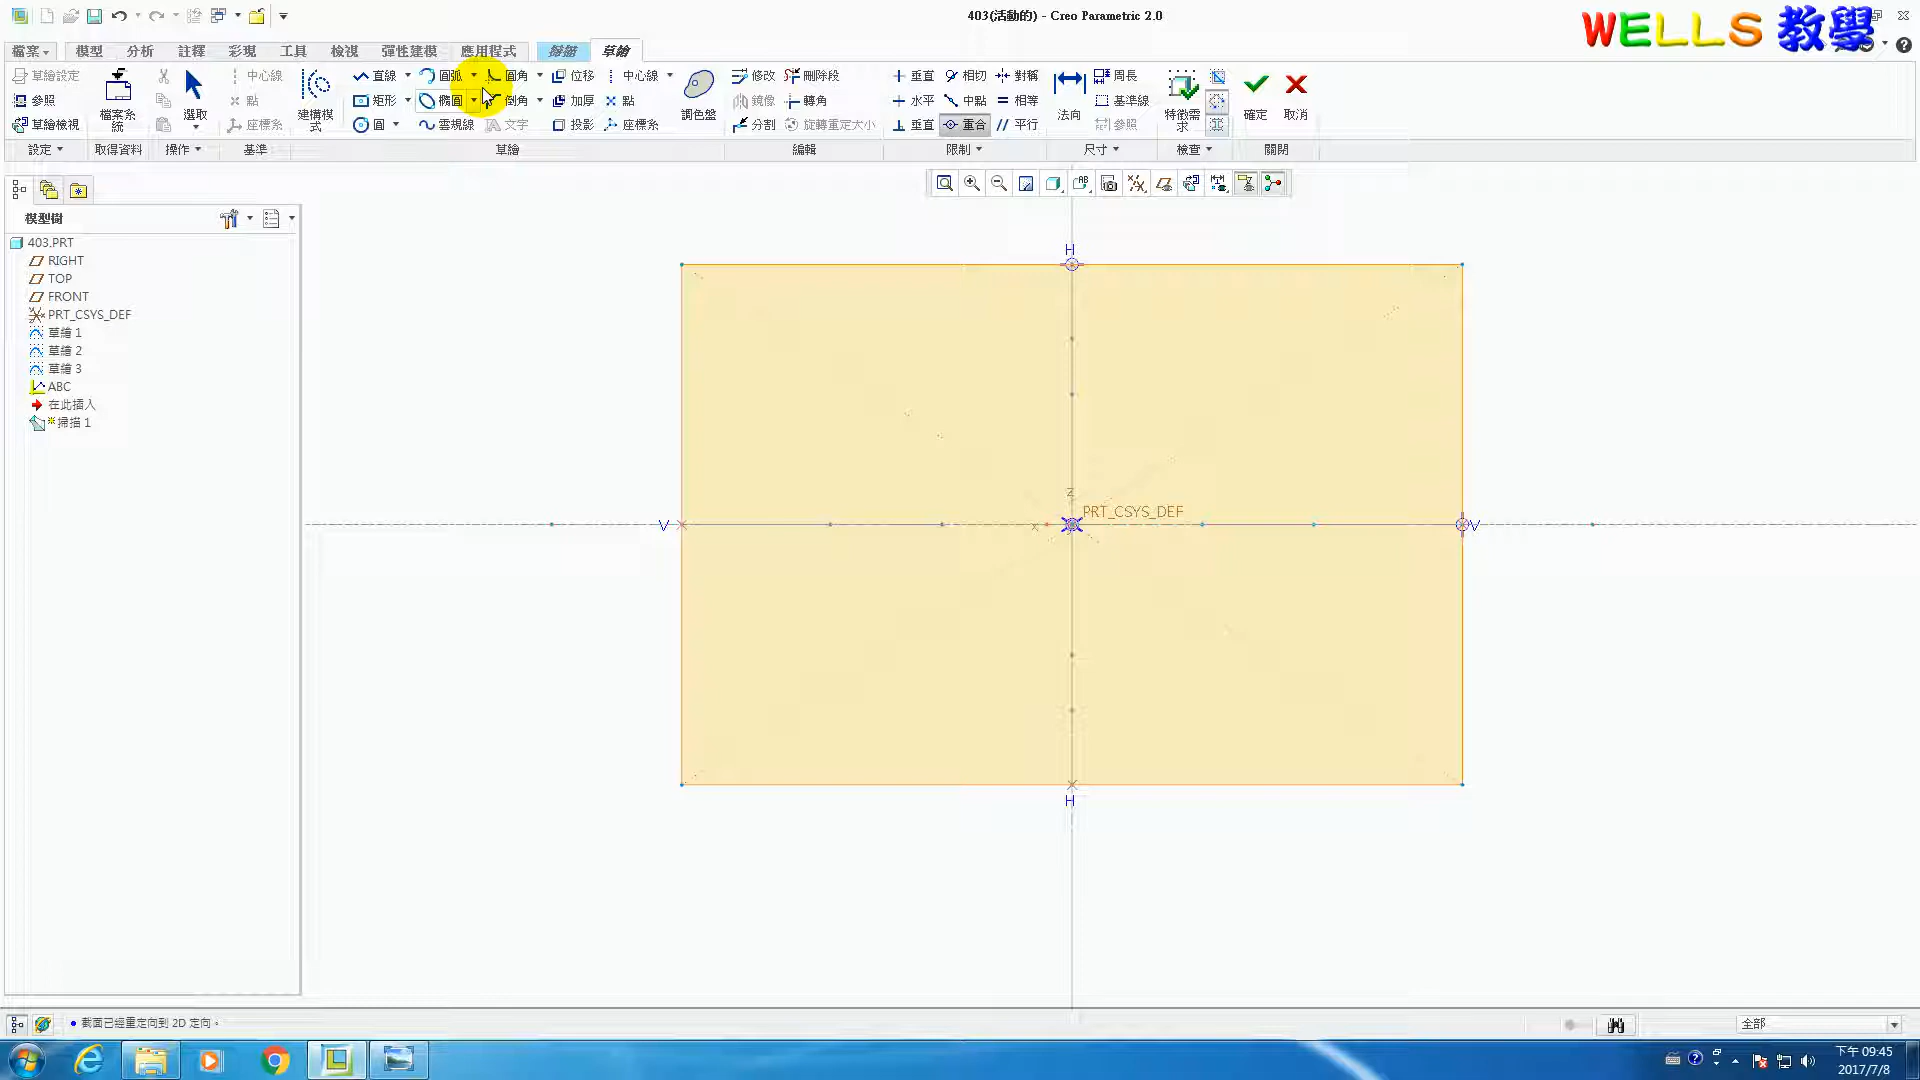 403(活動的) - Creo Parametric 2.0
WELLS 教學
檔案 模型 分析 註釋 彩現 工具 檢視 彈性建模 應用程式 掃描 草繪
草繪設定 中心線 直線 圓弧 圓角 位移 中心線 修改 刪除段 垂直 相切 對稱 周長
參照 點 矩形 橢圓 倒角 加厚 點 鏡像 轉角 水平 中點 相等 基準線
草繪檢視 座標系 圓 雲規線 文字 投影 座標系 分割 旋轉重定大小 垂直 重合 平行 參照
檔案系統 選取 建構模式 調色盤 法向 特徵需求 確定 取消
設定 取得資料 操作 基準 草繪 編輯 限制 尺寸 檢查 關閉
模型樹
403.PRT
RIGHT
TOP
FRONT
PRT_CSYS_DEF
草繪 1
草繪 2
草繪 3
ABC
在此插入
掃描 1
H
Z
PRT_CSYS_DEF
V
X
V
H
截面已經重定向到 2D 定向。
全部
下午 09:45
2017/7/8